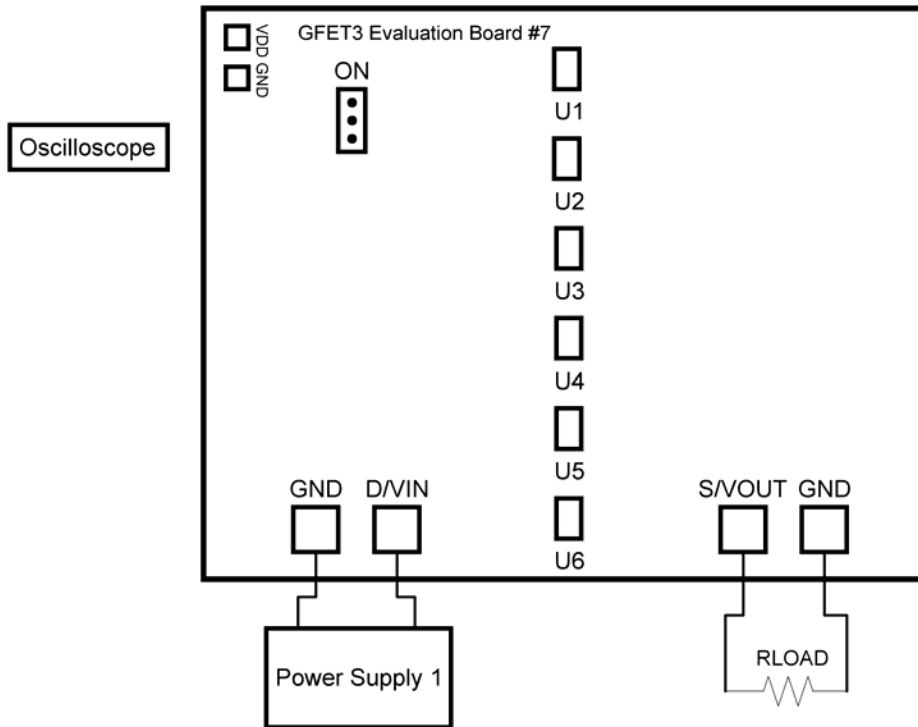 VDD
GND
GFET3 Evaluation Board #7
ON
Oscilloscope
U1
U2
U3
U4
U5
U6
GND D/VIN
S/VOUT GND
Power Supply 1
RLOAD